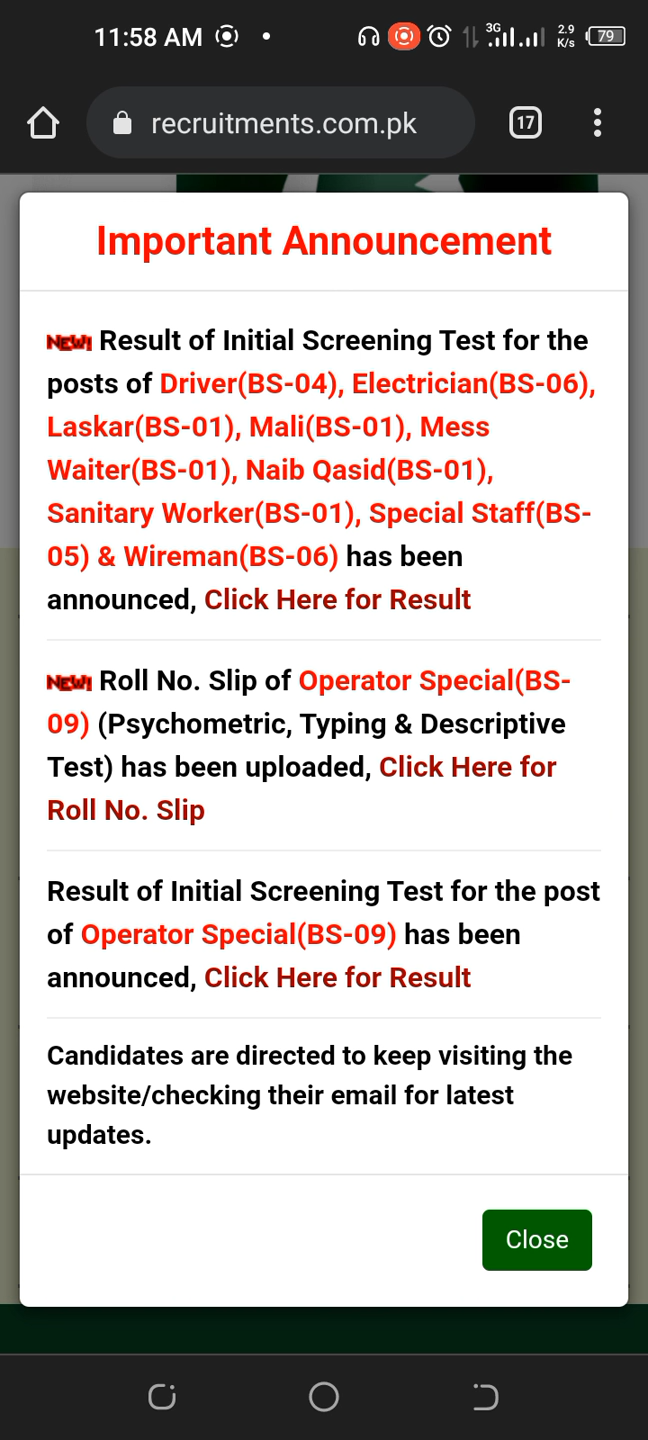 11:58 AM
3G
2.9
K/s
79
recruitments.com.pk
17
Important Announcement
NEW! Result of Initial Screening Test for the
posts of Driver(BS-04), Electrician(BS-06),
Laskar(BS-01), Mali(BS-01), Mess
Waiter(BS-01), Naib Qasid(BS-01),
Sanitary Worker(BS-01), Special Staff(BS-
05) & Wireman(BS-06) has been
announced, Click Here for Result
NEW! Roll No. Slip of Operator Special(BS-
09) (Psychometric, Typing & Descriptive
Test) has been uploaded, Click Here for
Roll No. Slip
Result of Initial Screening Test for the post
of Operator Special(BS-09) has been
announced, Click Here for Result
Candidates are directed to keep visiting the
website/checking their email for latest
updates.
Close